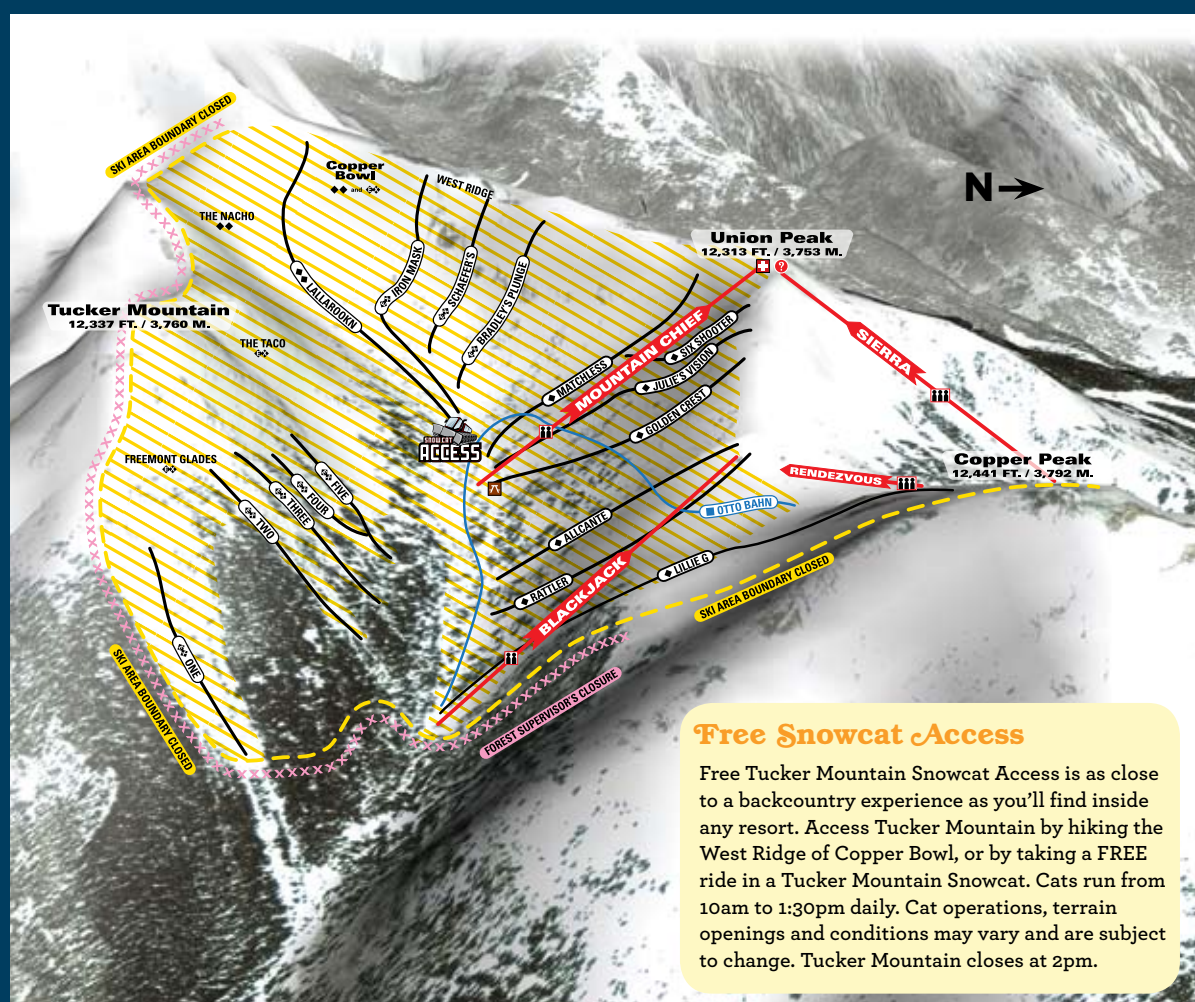 SKI AREA BOUNDARY CLOSED
Copper
Bowl
and EX
WEST RIDGE
N
THE NACHO
Union Peak
12,313 FT. / 3,753 M.
LALLAROOKN
IRON MASK
SCHAEFER'S
BRADLEY'S PLUNGE
Tucker Mountain
12,337 FT. / 3,760 M.
THE TACO
EX
MATCHLESS
MOUNTAIN CHIEF
SIX SHOOTER
JULIE'S VISION
GOLDEN CREST
SIERRA
SNOWCAT
ACCESS
FREEMONT GLADES
EX
FIVE
FOUR
THREE
TWO
ONE
Copper Peak
12,441 FT. / 3,792 M.
RENDEZVOUS
OTTO BAHN
ALLCANTE
RATTLER
BLACKJACK
LILLIE G
SKI AREA BOUNDARY CLOSED
SKI AREA BOUNDARY CLOSED
FOREST SUPERVISOR'S CLOSURE
Free Snowcat Access
Free Tucker Mountain Snowcat Access is as close
to a backcountry experience as you'll find inside
any resort. Access Tucker Mountain by hiking the
West Ridge of Copper Bowl, or by taking a FREE
ride in a Tucker Mountain Snowcat. Cats run from
10am to 1:30pm daily. Cat operations, terrain
openings and conditions may vary and are subject
to change. Tucker Mountain closes at 2pm.